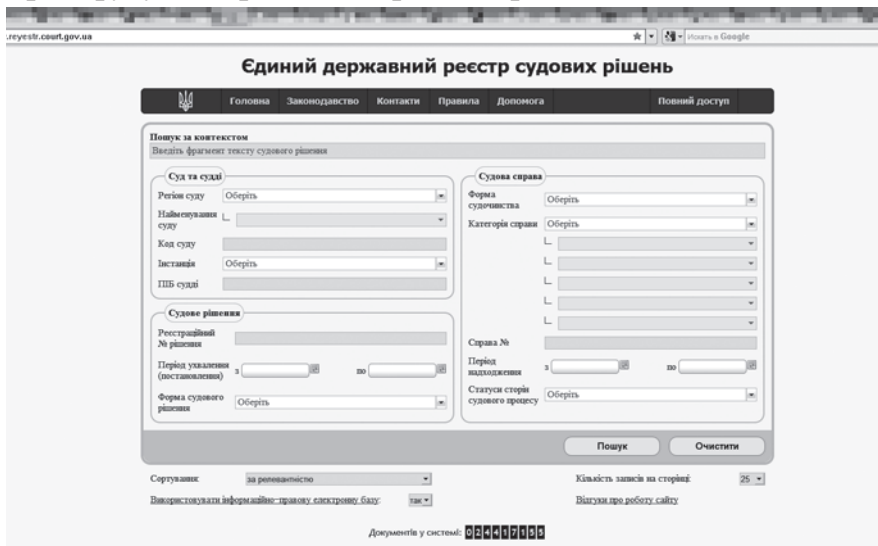 .reyestr.court.gov.ua
Искать в Google
Єдиний державний реєстр судових рішень
Головна Законодавство Контакти Правила Допомога Повний доступ
Пошук за контекстом
Введіть фрагмент тексту судового рішення
Суд та судді
Регіон суду Оберіть
Найменування суду
Код суду
Інстанція Оберіть
ПІБ судді
Судове рішення
Реєстраційний № рішення
Період ухвалення (постановлення) з по
Форма судового рішення Оберіть
Судова справа
Форма судочинства Оберіть
Категорія справи Оберіть
Справа №
Період надходження з по
Статуси сторін судового процесу Оберіть
Пошук Очистити
Сортування: за релевантністю Кількість записів на сторінці: 25
Використовувати інформаційно-правову електронну базу: так Відгуки про роботу сайту
Документів у системі: 024417155